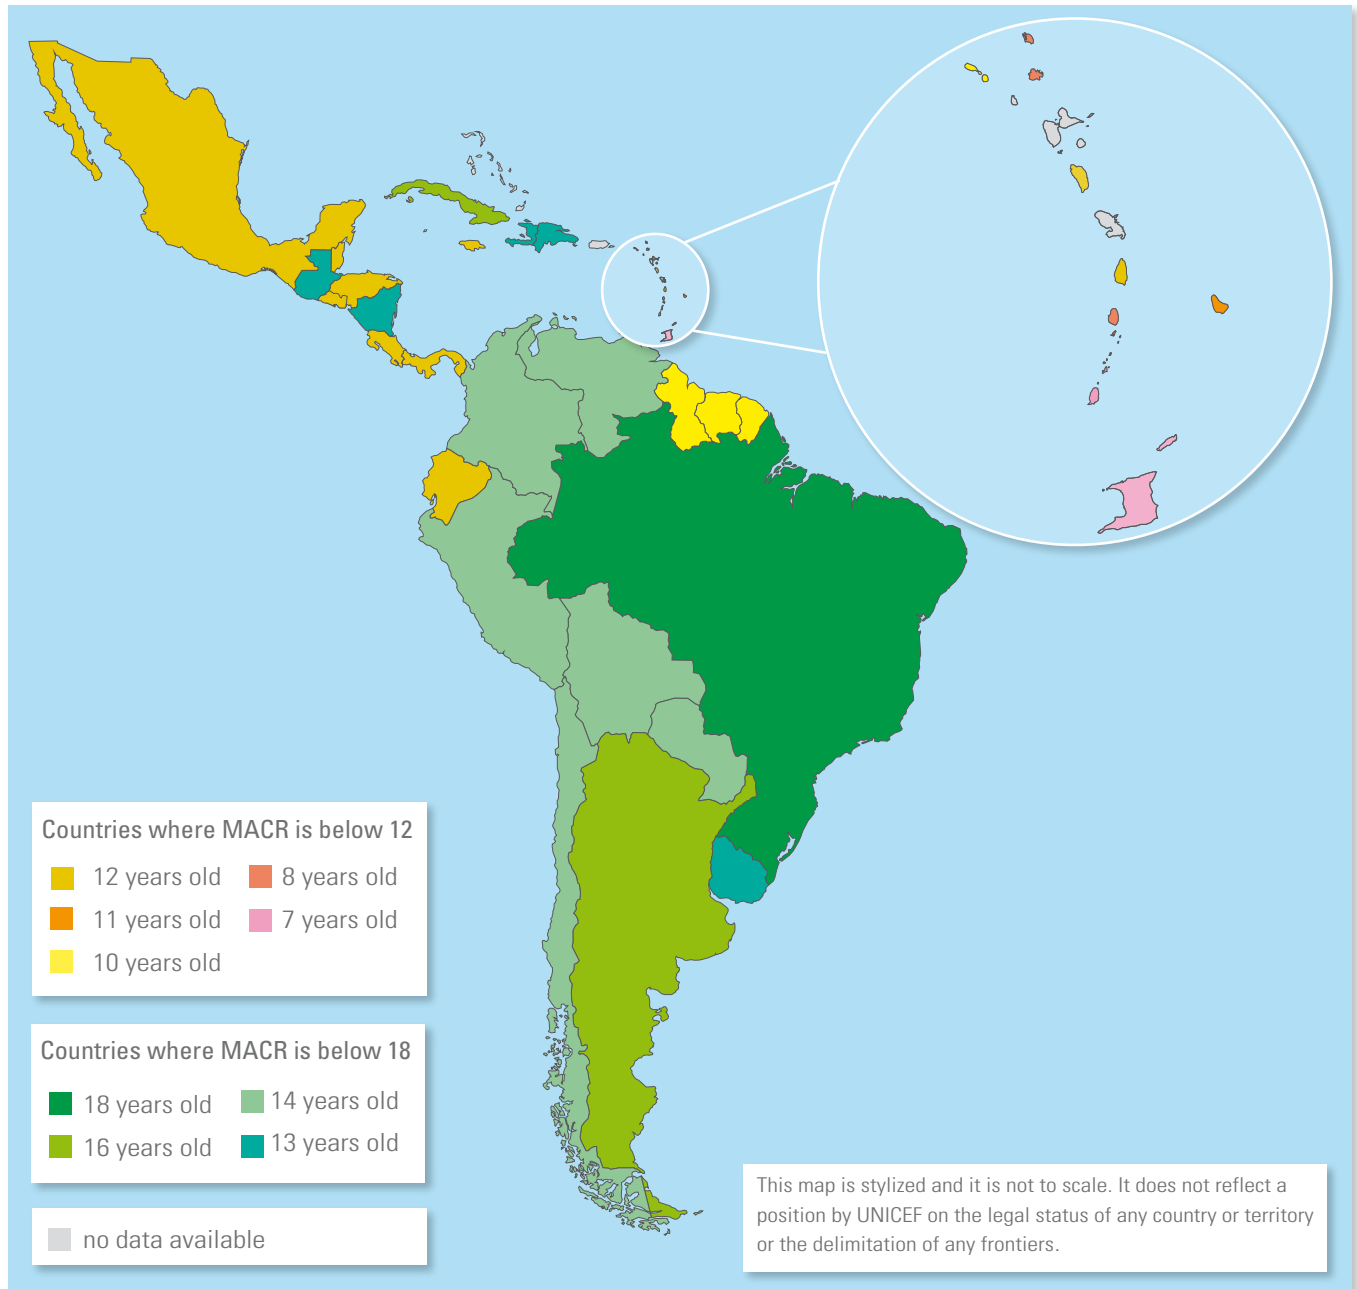 Countries where MACR is below 12
12 years old
8 years old
11 years old
7 years old
10 years old
Countries where MACR is below 18
18 years old
14 years old
16 years old
13 years old
no data available
This map is stylized and it is not to scale. It does not reflect a
position by UNICEF on the legal status of any country or territory
or the delimitation of any frontiers.